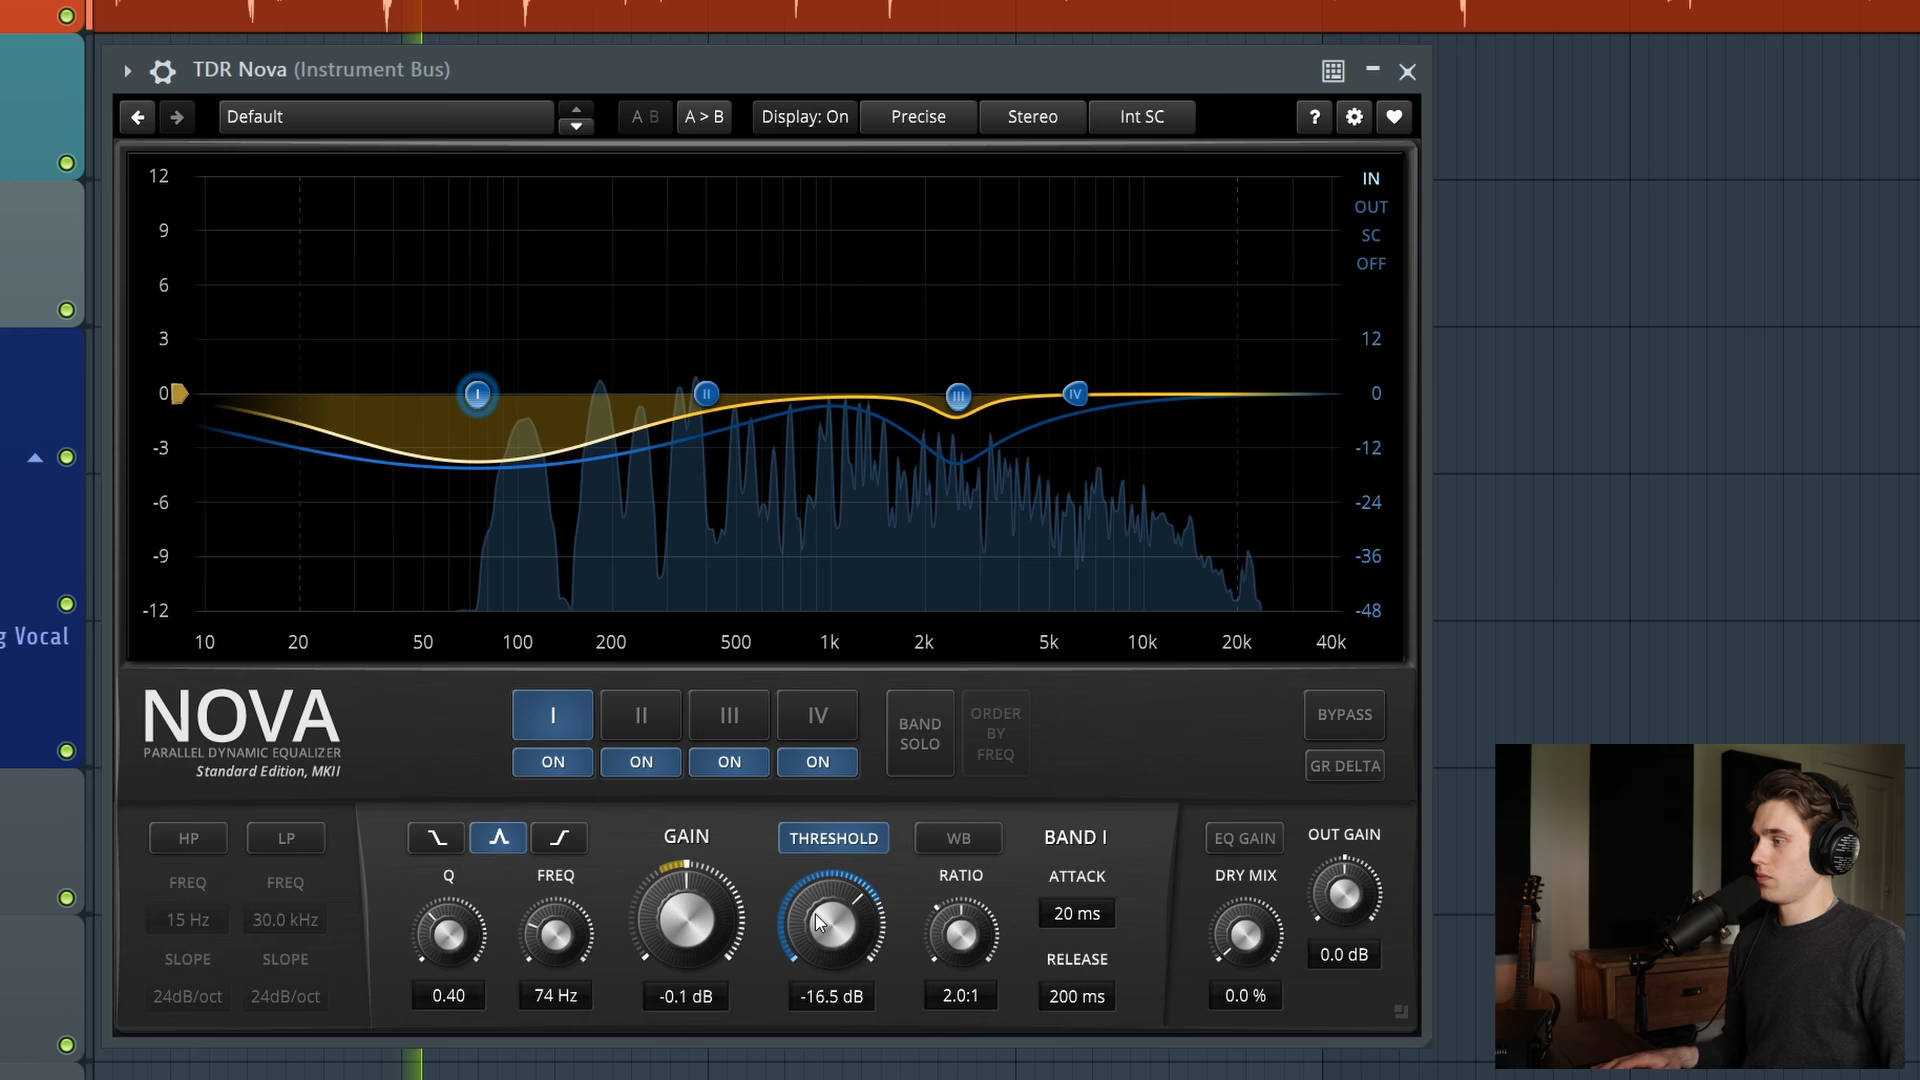 TDR Nova (Instrument Bus)
Default
A B
A > B
Display: On
Precise
Stereo
Int SC
?
12
9
6
3
0
-3
-6
-9
-12
IN
OUT
SC
OFF
12
0
-12
-24
-36
-48
I
II
III
IV
10 20 50 100 200 500 1k 2k 5k 10k 20k 40k
g Vocal
NOVA
PARALLEL DYNAMIC EQUALIZER
Standard Edition, MKII
I II III IV
ON ON ON ON
BAND
SOLO
ORDER
BY
FREQ
BYPASS
GR DELTA
HP LP
FREQ FREQ
15 Hz 30.0 kHz
SLOPE SLOPE
24dB/oct 24dB/oct
Q
0.40
FREQ
74 Hz
GAIN
-0.1 dB
THRESHOLD
-16.5 dB
WB
RATIO
2.0:1
BAND I
ATTACK
20 ms
RELEASE
200 ms
EQ GAIN
DRY MIX
0.0 %
OUT GAIN
0.0 dB